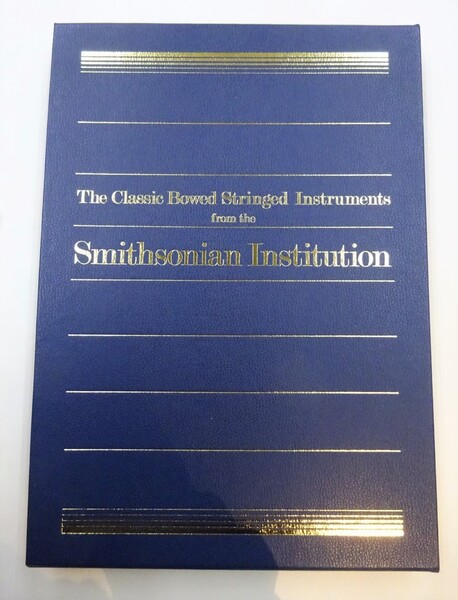 The Classic Bowed Stringed Instruments
from the
Smithsonian Institution